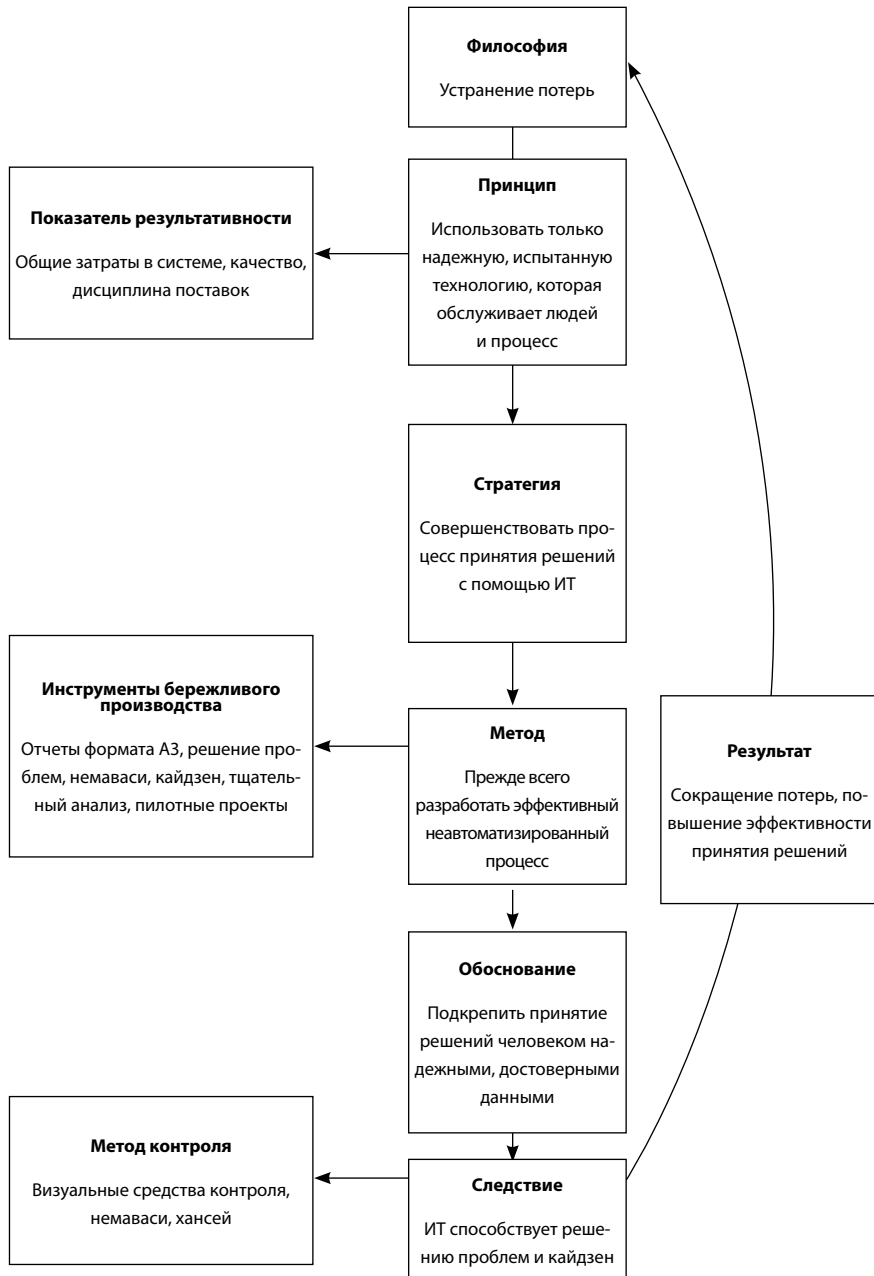 Философия
Устранение потерь
Принцип
Использовать только
надежную, испытанную
технологию, которая
обслуживает людей
и процесс
Показатель результативности
Общие затраты в системе, качество,
дисциплина поставок
Стратегия
Совершенствовать про-
цесс принятия решений
с помощью ИТ
Инструменты бережливого
производства
Отчеты формата А3, решение про-
блем, немаваси, кайдзен, тщатель-
ный анализ, пилотные проекты
Метод
Прежде всего
разработать эффективный
неавтоматизированный
процесс
Результат
Сокращение потерь, по-
вышение эффективности
принятия решений
Обоснование
Подкрепить принятие
решений человеком на-
дежными, достоверными
данными
Метод контроля
Визуальные средства контроля,
немаваси, хансей
Следствие
ИТ способствует реше-
нию проблем и кайдзен